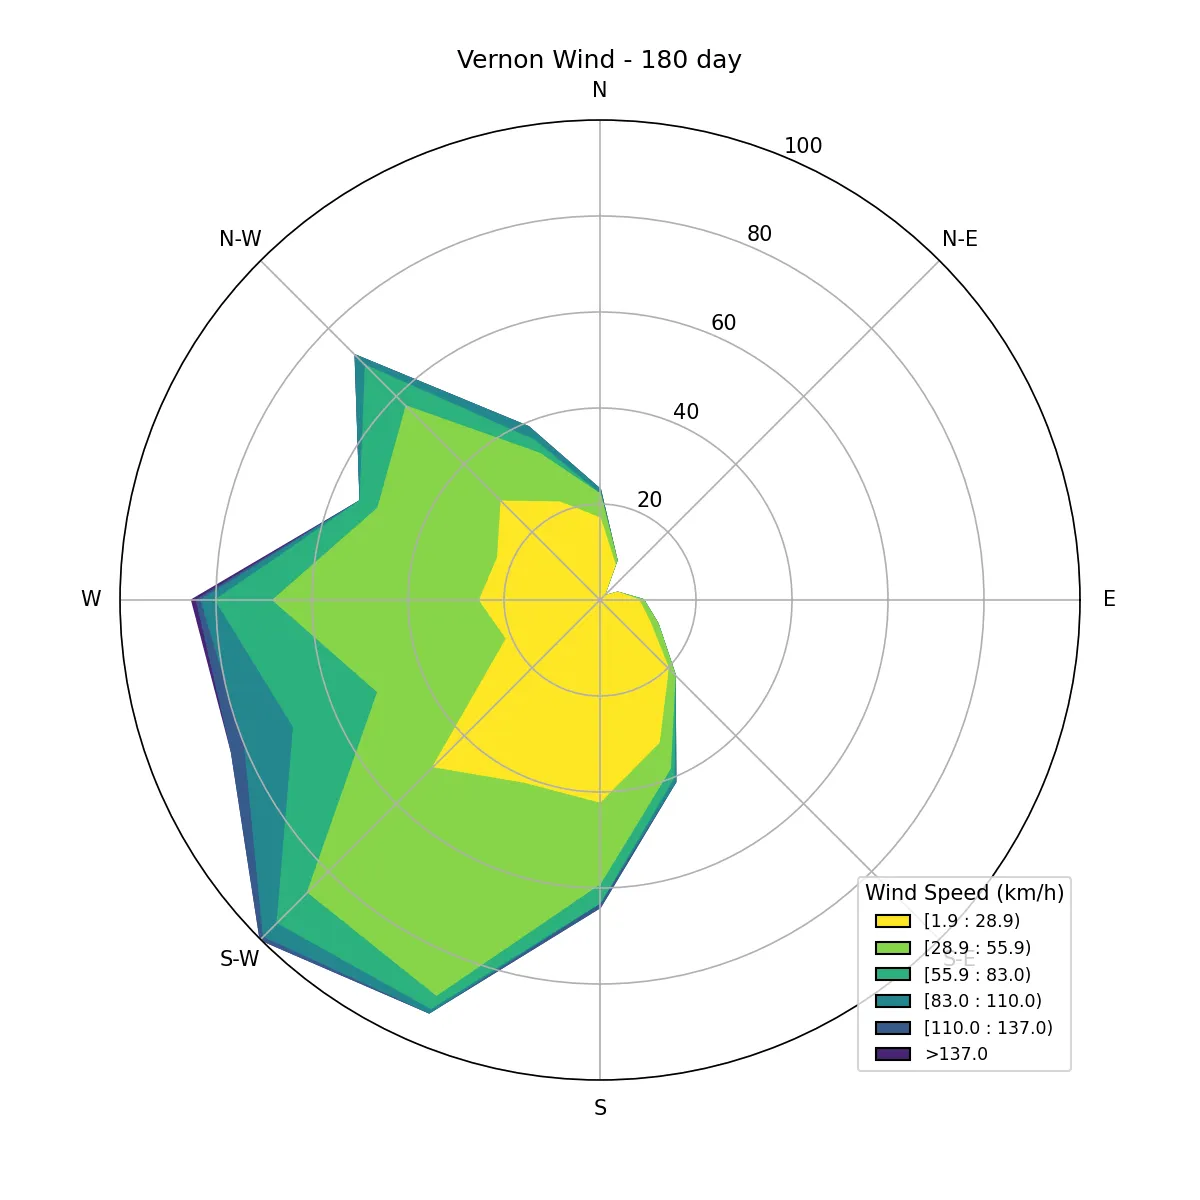 Vernon Wind - 180 day
N
100
N-W
80
N-E
60
40
20
W
E
S-W
S-E
Wind Speed (km/h)
[1.9 : 28.9)
[28.9 : 55.9)
[55.9 : 83.0)
[83.0 : 110.0)
[110.0 : 137.0)
>137.0
S